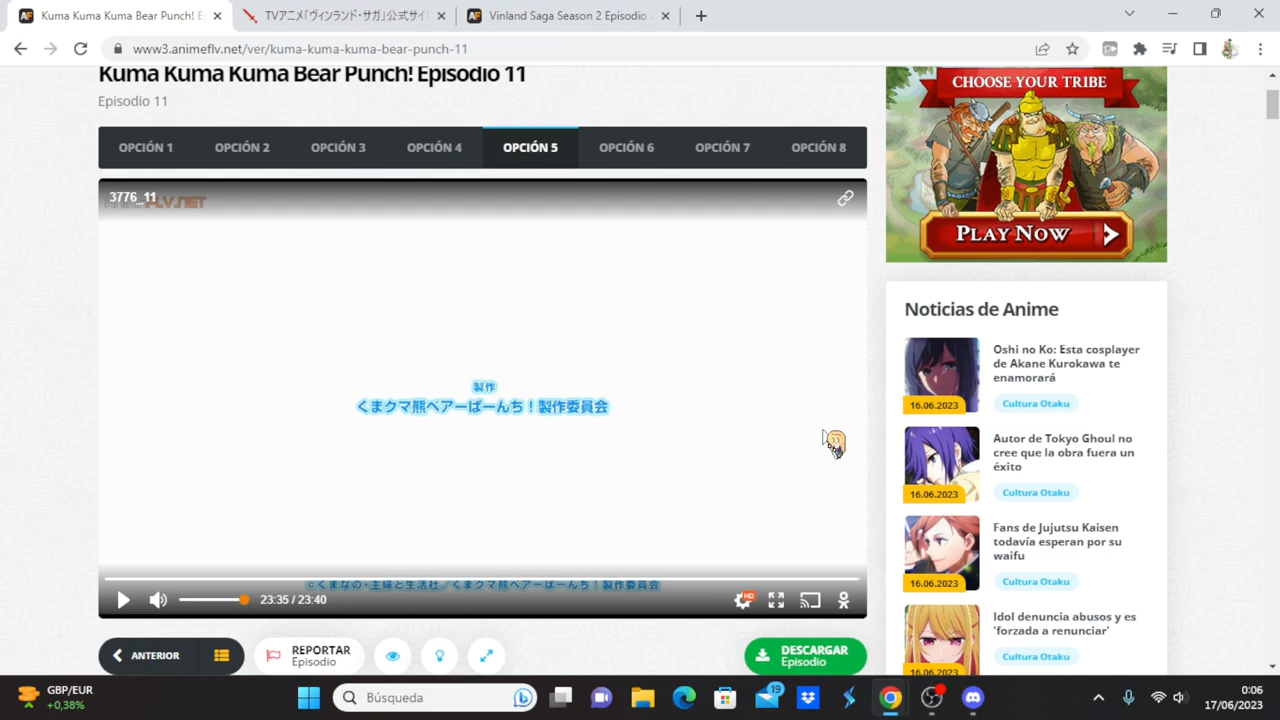 Kuma Kuma Kuma Bear Punch! E
TVアニメ「ヴィンランド・サガ」公式サイ
Vinland Saga Season 2 Episodio
www3.animeflv.net/ver/kuma-kuma-kuma-bear-punch-11
Kuma Kuma Kuma Bear Punch! Episodio 11
Episodio 11
OPCIÓN 1 OPCIÓN 2 OPCIÓN 3 OPCIÓN 4 OPCIÓN 5 OPCIÓN 6 OPCIÓN 7 OPCIÓN 8
3776_11
FLV.NET
製作
くまクマ熊ベアーぱーんち!製作委員会
©くまなの・主婦と生活社/くまクマ熊ベアーぱーんち!製作委員会
23:35 / 23:40
HD
ANTERIOR
REPORTAR
Episodio
DESCARGAR
Episodio
CHOOSE YOUR TRIBE
PLAY NOW
Noticias de Anime
Oshi no Ko: Esta cosplayer
de Akane Kurokawa te
enamorará
16.06.2023
Cultura Otaku
Autor de Tokyo Ghoul no
cree que la obra fuera un
éxito
16.06.2023
Cultura Otaku
Fans de Jujutsu Kaisen
todavía esperan por su
waifu
16.06.2023
Cultura Otaku
Idol denuncia abusos y es
'forzada a renunciar'
16.06.2023
Cultura Otaku
GBP/EUR
+0,38%
Búsqueda
19
0:06
17/06/2023